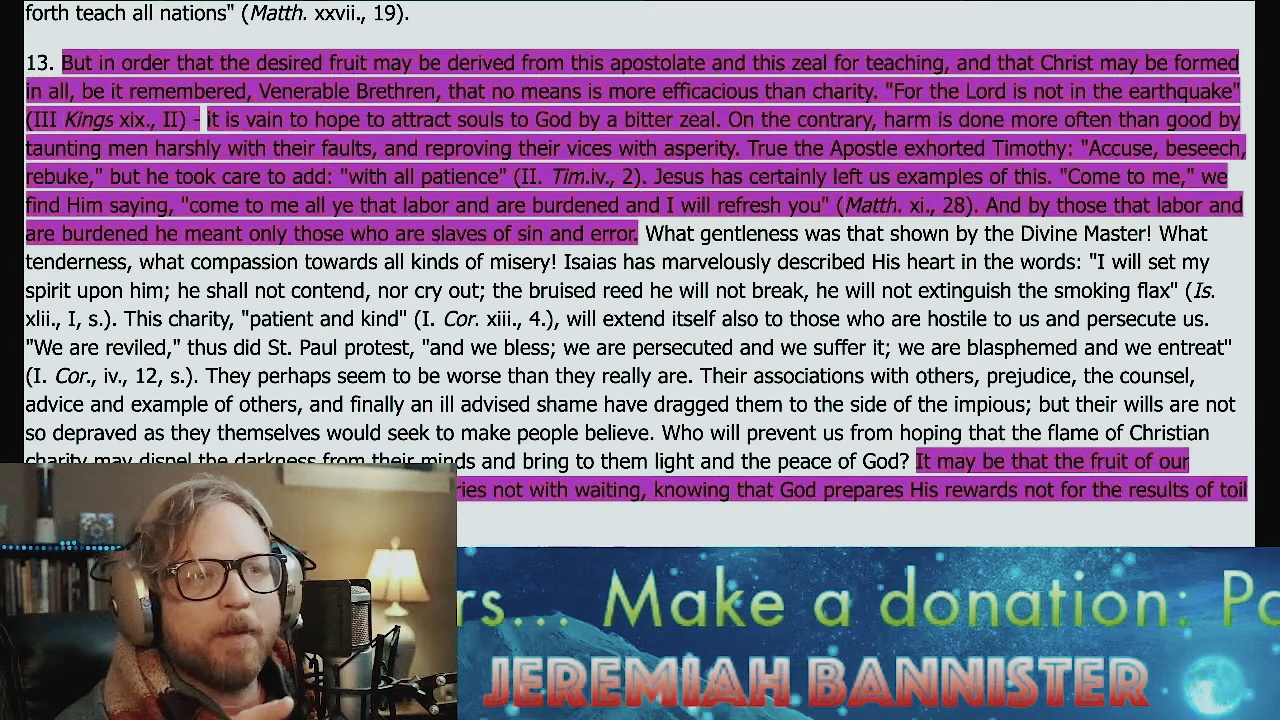 forth teach all nations" (Matth. xxvii., 19).
13. But in order that the desired fruit may be derived from this apostolate and this zeal for teaching, and that Christ may be formed
in all, be it remembered, Venerable Brethren, that no means is more efficacious than charity. "For the Lord is not in the earthquake"
(III Kings xix., II) - it is vain to hope to attract souls to God by a bitter zeal. On the contrary, harm is done more often than good by
taunting men harshly with their faults, and reproving their vices with asperity. True the Apostle exhorted Timothy: "Accuse, beseech,
rebuke," but he took care to add: "with all patience" (II. Tim.iv., 2). Jesus has certainly left us examples of this. "Come to me," we
find Him saying, "come to me all ye that labor and are burdened and I will refresh you" (Matth. xi., 28). And by those that labor and
are burdened he meant only those who are slaves of sin and error. What gentleness was that shown by the Divine Master! What
tenderness, what compassion towards all kinds of misery! Isaias has marvelously described His heart in the words: "I will set my
spirit upon him; he shall not contend, nor cry out; the bruised reed he will not break, he will not extinguish the smoking flax" (Is.
xlii., I, s.). This charity, "patient and kind" (I. Cor. xiii., 4.), will extend itself also to those who are hostile to us and persecute us.
"We are reviled," thus did St. Paul protest, "and we bless; we are persecuted and we suffer it; we are blasphemed and we entreat"
(I. Cor., iv., 12, s.). They perhaps seem to be worse than they really are. Their associations with others, prejudice, the counsel,
advice and example of others, and finally an ill advised shame have dragged them to the side of the impious; but their wills are not
so depraved as they themselves would seek to make people believe. Who will prevent us from hoping that the flame of Christian
charity may dispel the darkness from their minds and bring to them light and the peace of God? It may be that the fruit of our
ries not with waiting, knowing that God prepares His rewards not for the results of toil
rs... Make a donation: Pa
JEREMIAH BANNISTER